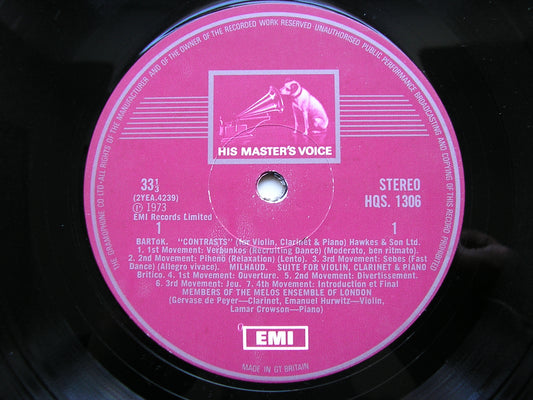 THE GRAMOPHONE CO LTD-ALL RIGHTS OF THE MANUFACTURER AND OF THE OWNER OF THE RECORDED WORK RESERVED UNAUTHORISED PUBLIC PERFORMANCE BROADCASTING AND COPYING OF THIS RECORD PROHIBITED
HIS MASTER'S VOICE
33 1/3
STEREO
(2YEA.4239)
HQS. 1306
Ⓟ 1973
EMI Records Limited
1
1
BARTOK. "CONTRASTS" (for Violin, Clarinet & Piano) Hawkes & Son Ltd.
1. 1st Movement: Verbunkos (Recruiting Dance) (Moderato, ben ritmato).
2. 2nd Movement: Piheno (Relaxation) (Lento). 3. 3rd Movement: Sebes (Fast
Dance) (Allegro vivace). MILHAUD. SUITE FOR VIOLIN, CLARINET & PIANO
Britico. 4. 1st Movement: Ouverture. 5. 2nd Movement: Divertissement.
6. 3rd Movement: Jeu. 7. 4th Movement: Introduction et Final
MEMBERS OF THE MELOS ENSEMBLE OF LONDON
(Gervase de Peyer—Clarinet, Emanuel Hurwitz—Violin,
Lamar Crowson—Piano)
EMI
MADE IN GT. BRITAIN